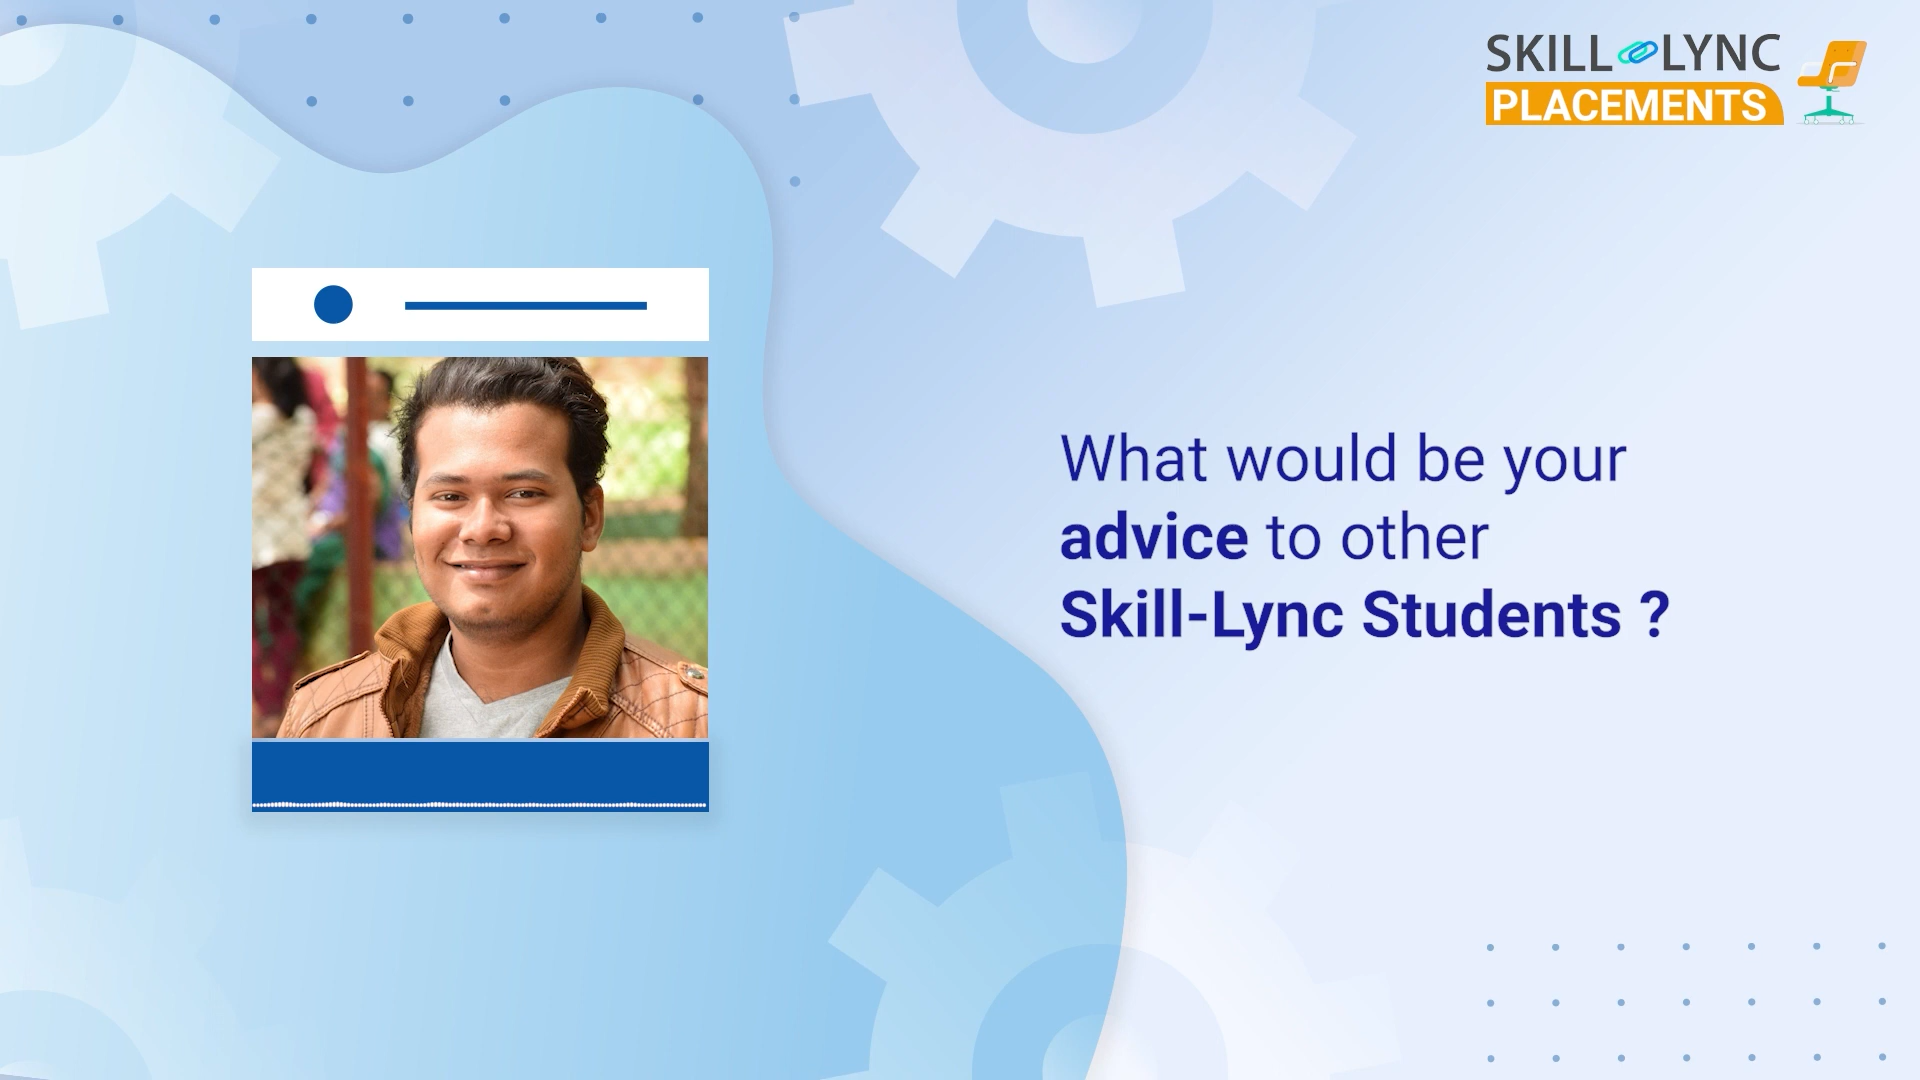 SKILL LYNC
PLACEMENTS
What would be your
advice to other
Skill-Lync Students ?